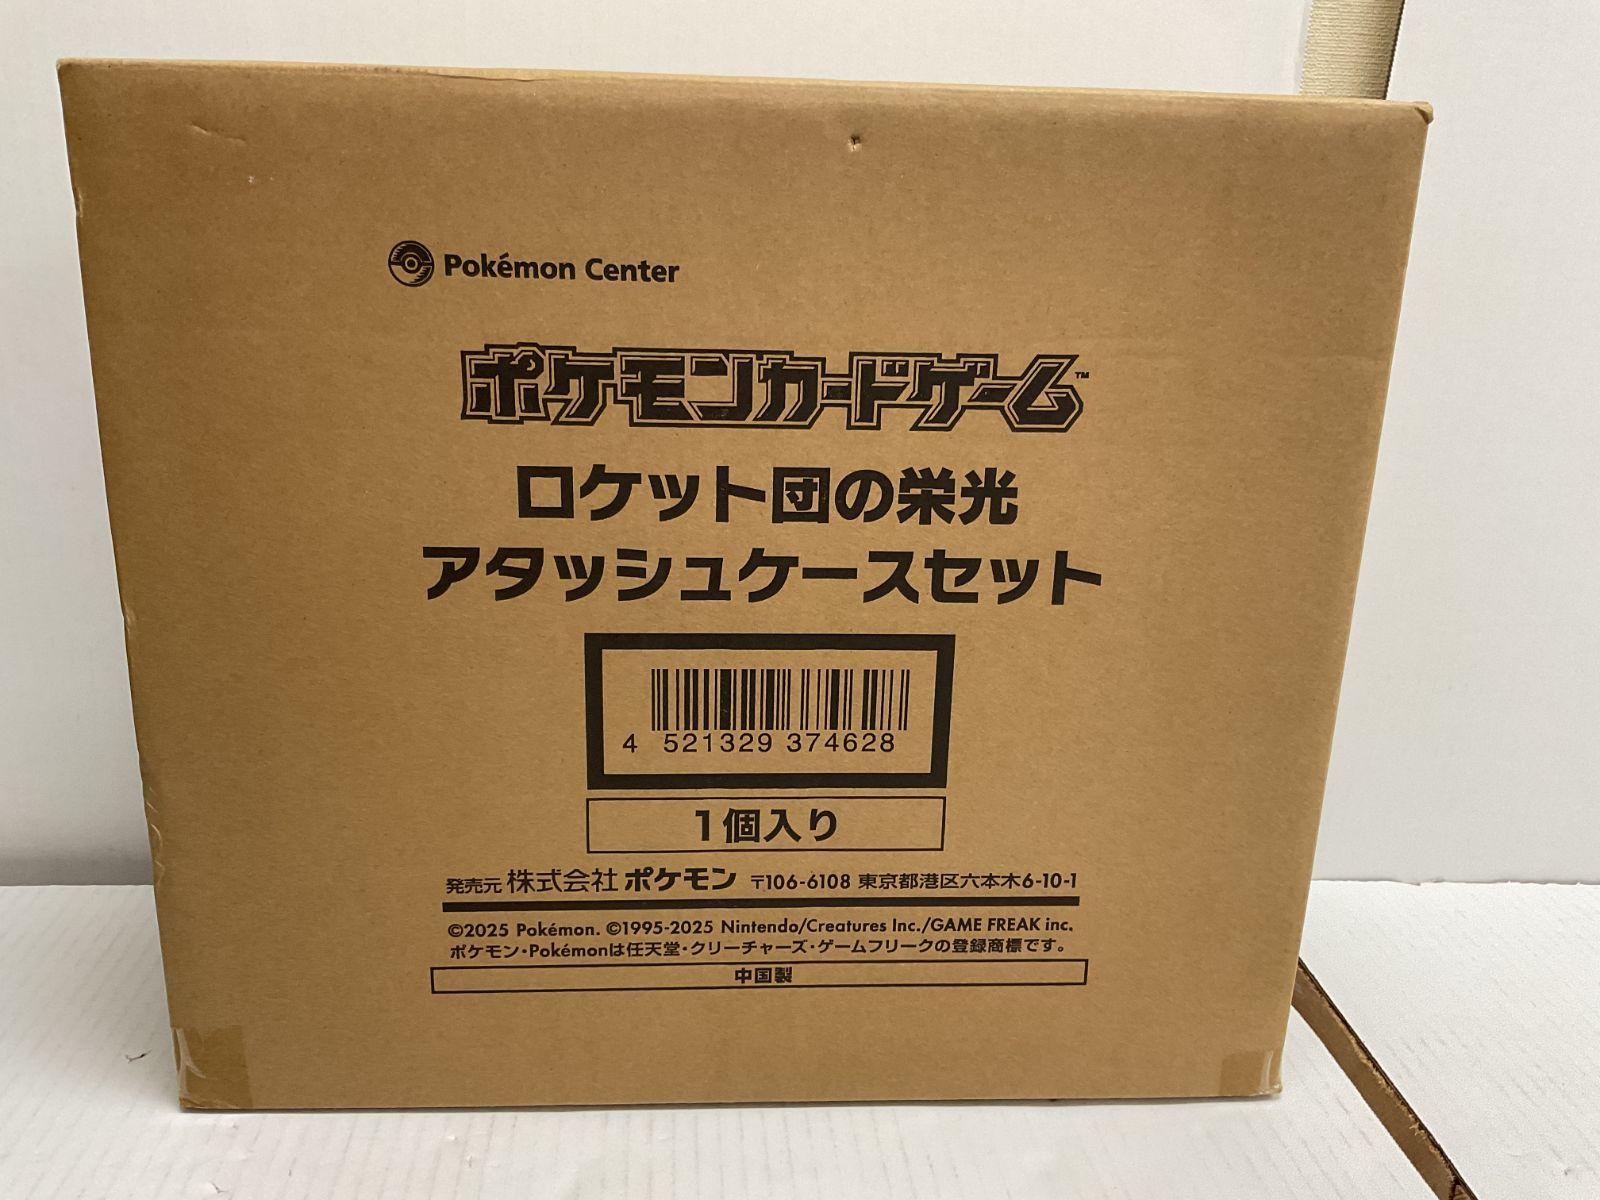 Pokémon Center
ポケモンカードゲーム™
ロケット団の栄光
アタッシュケースセット
4 521329 374628
1個入り
発売元 株式会社 ポケモン 〒106-6108 東京都港区六本木6-10-1
©2025 Pokémon. ©1995-2025 Nintendo/Creatures Inc./GAME FREAK inc.
ポケモン・Pokémonは任天堂・クリーチャーズ・ゲームフリークの登録商標です。
中国製